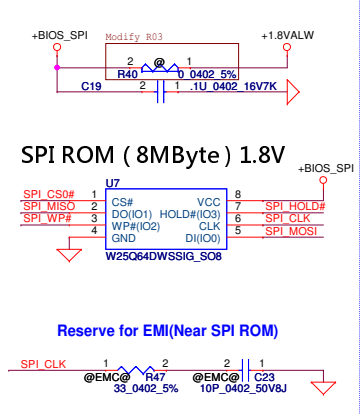 +BIOS_SPI Modify R03 +1.8VALW
2 @ 1
R40 0_0402_5%
C19 2 1 .1U_0402_16V7K
SPI ROM ( 8MByte ) 1.8V
+BIOS_SPI
U7
SPI_CS0# 1 CS# VCC 8
SPI_MISO 2 DO(IO1) HOLD#(IO3) 7 SPI_HOLD#
SPI_WP# 3 WP#(IO2) CLK 6 SPI_CLK
4 GND DI(IO0) 5 SPI_MOSI
W25Q64DWSSIG_SO8
Reserve for EMI(Near SPI ROM)
SPI_CLK 1 2 2 1
@EMC@ R47 @EMC@ C23
33_0402_5% 10P_0402_50V8J